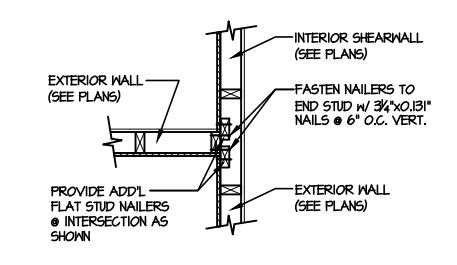 INTERIOR SHEARWALL
(SEE PLANS)
EXTERIOR WALL
(SEE PLANS)
FASTEN NAILERS TO
END STUD W/ 3¼"x0.131"
NAILS @ 6" O.C. VERT.
PROVIDE ADD'L
FLAT STUD NAILERS
@ INTERSECTION AS
SHOWN
EXTERIOR WALL
(SEE PLANS)